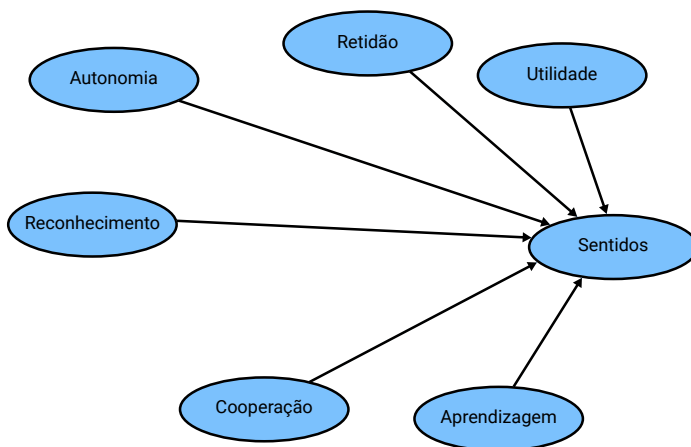 Retidão
Autonomia
Utilidade
Reconhecimento
Sentidos
Cooperação
Aprendizagem